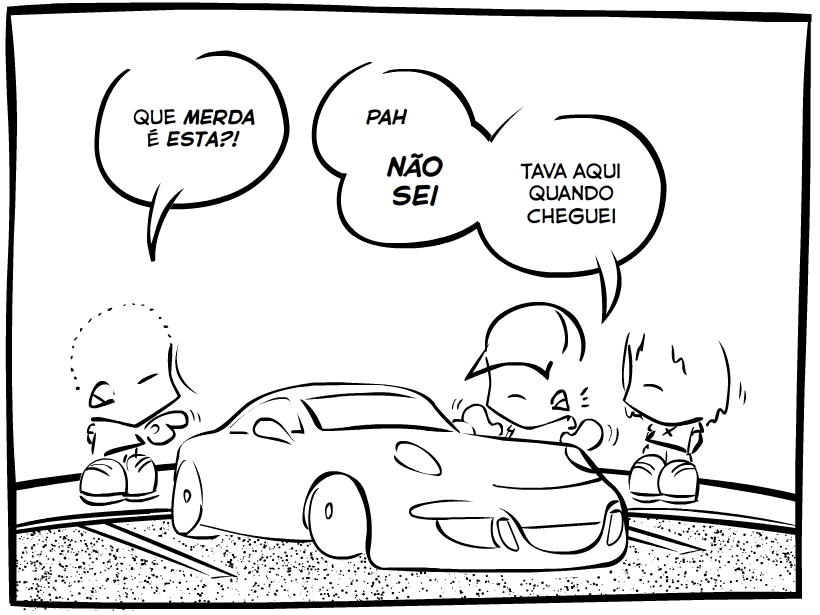 QUE MERDA
É ESTA?!
PAH
NÃO
SEI
TAVA AQUI
QUANDO
CHEGUEI